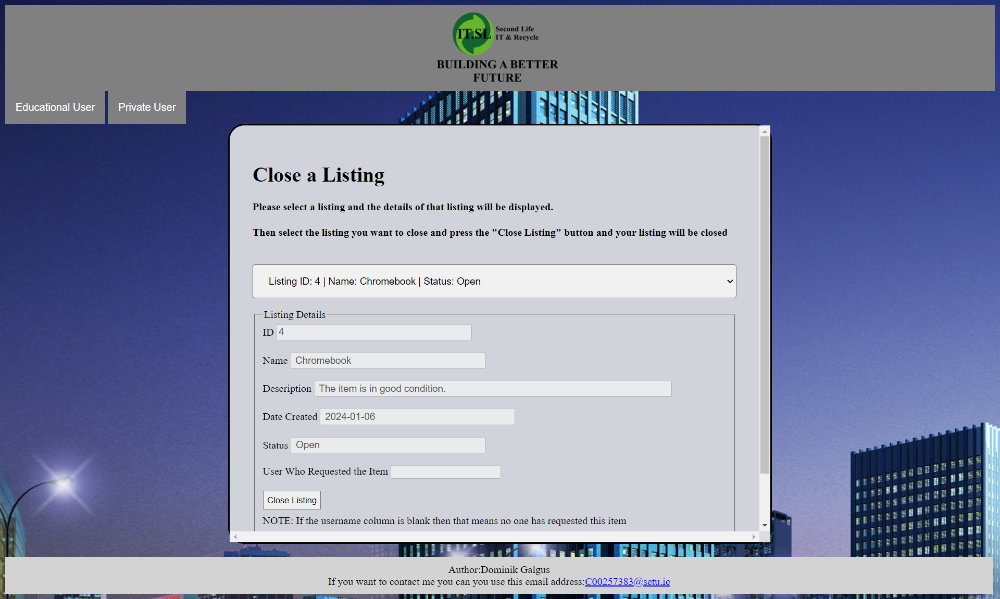 IT.SL
Second Life
IT & Recycle
BUILDING A BETTER
FUTURE
Educational User
Private User
Close a Listing
Please select a listing and the details of that listing will be displayed.
Then select the listing you want to close and press the "Close Listing" button and your listing will be closed
Listing ID: 4 | Name: Chromebook | Status: Open
Listing Details
ID 4
Name Chromebook
Description The item is in good condition.
Date Created 2024-01-06
Status Open
User Who Requested the Item
Close Listing
NOTE: If the username column is blank then that means no one has requested this item
Author:Dominik Galgus
If you want to contact me you can you use this email address:C00257383@setu.ie